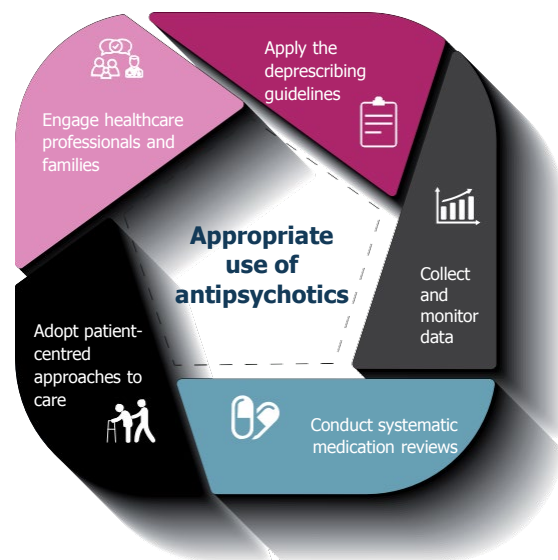 Apply the
deprescribing
guidelines
Engage healthcare
professionals and
families
Appropriate
use of
antipsychotics
Collect
and
monitor
data
Adopt patient-
centred
approaches to
care
Conduct systematic
medication reviews